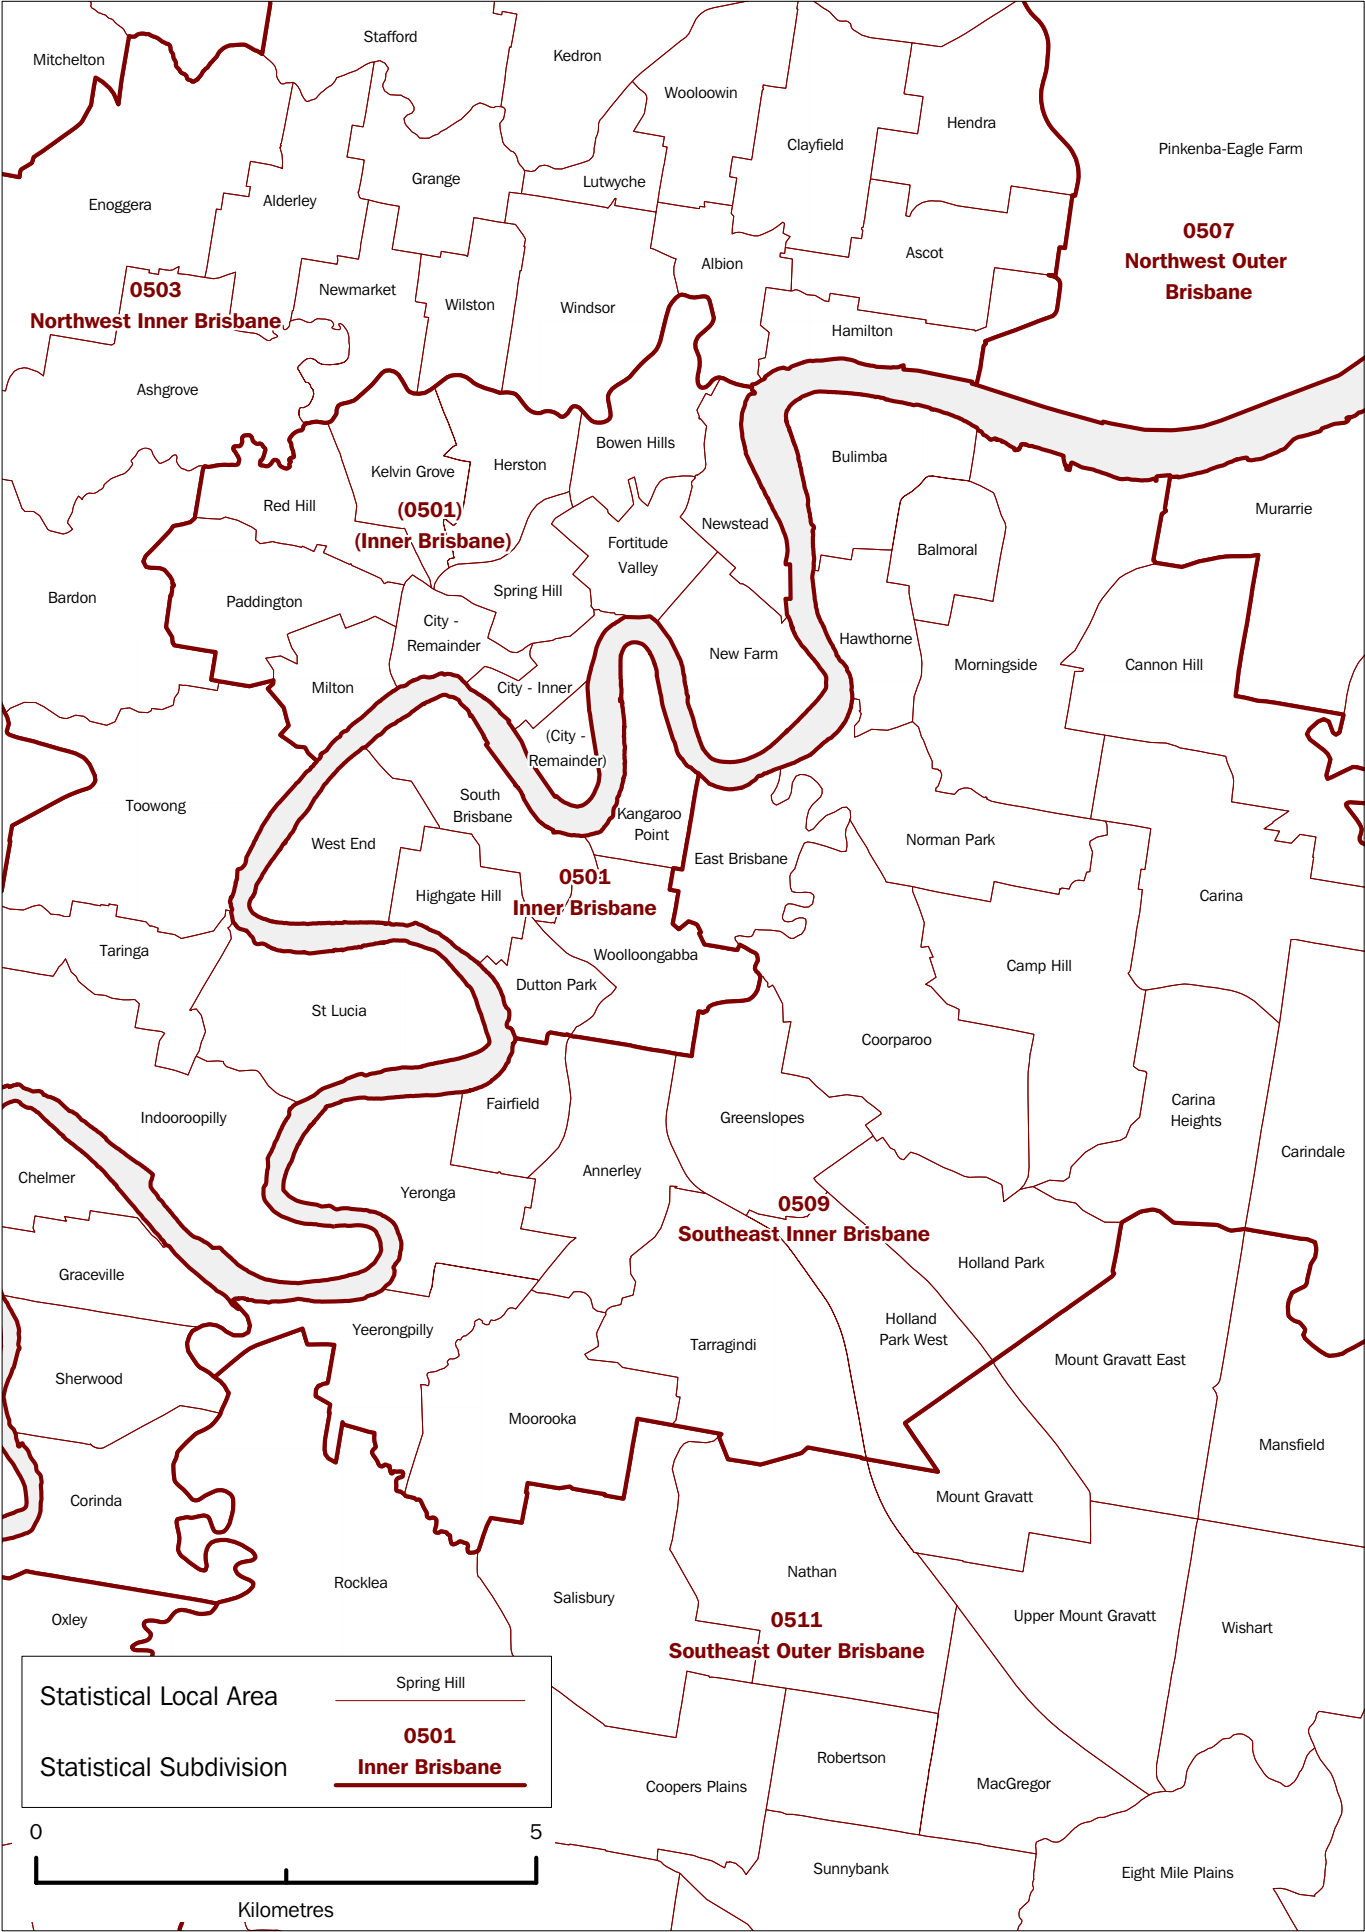 Stafford
Mitchelton
Kedron
Wooloowin
Hendra
Clayfield
Pinkenba-Eagle Farm
Grange
Lutwyche
Enoggera
Alderley
0507
Northwest Outer
Brisbane
Ascot
Albion
0503
Northwest Inner Brisbane
Newmarket
Wilston
Windsor
Hamilton
Ashgrove
Bowen Hills
Bulimba
Kelvin Grove
Herston
Red Hill
(0501)
(Inner Brisbane)
Murarrie
Newstead
Fortitude
Valley
Balmoral
Spring Hill
Bardon
Paddington
City -
Remainder
Hawthorne
New Farm
Morningside
Cannon Hill
Milton
City - Inner
(City -
Remainder)
Toowong
South
Brisbane
Kangaroo
Point
West End
Norman Park
East Brisbane
0501
Inner Brisbane
Highgate Hill
Carina
Taringa
Woolloongabba
Camp Hill
Dutton Park
St Lucia
Coorparoo
Fairfield
Indooroopilly
Greenslopes
Carina
Heights
Carindale
Chelmer
Annerley
Yeronga
0509
Southeast Inner Brisbane
Holland Park
Graceville
Holland
Park West
Yeerongpilly
Tarragindi
Mount Gravatt East
Sherwood
Moorooka
Mansfield
Corinda
Mount Gravatt
Nathan
Rocklea
Salisbury
Oxley
0511
Southeast Outer Brisbane
Upper Mount Gravatt
Wishart
Statistical Local Area
Spring Hill
0501
Inner Brisbane
Statistical Subdivision
Robertson
Coopers Plains
MacGregor
0
5
Kilometres
Sunnybank
Eight Mile Plains